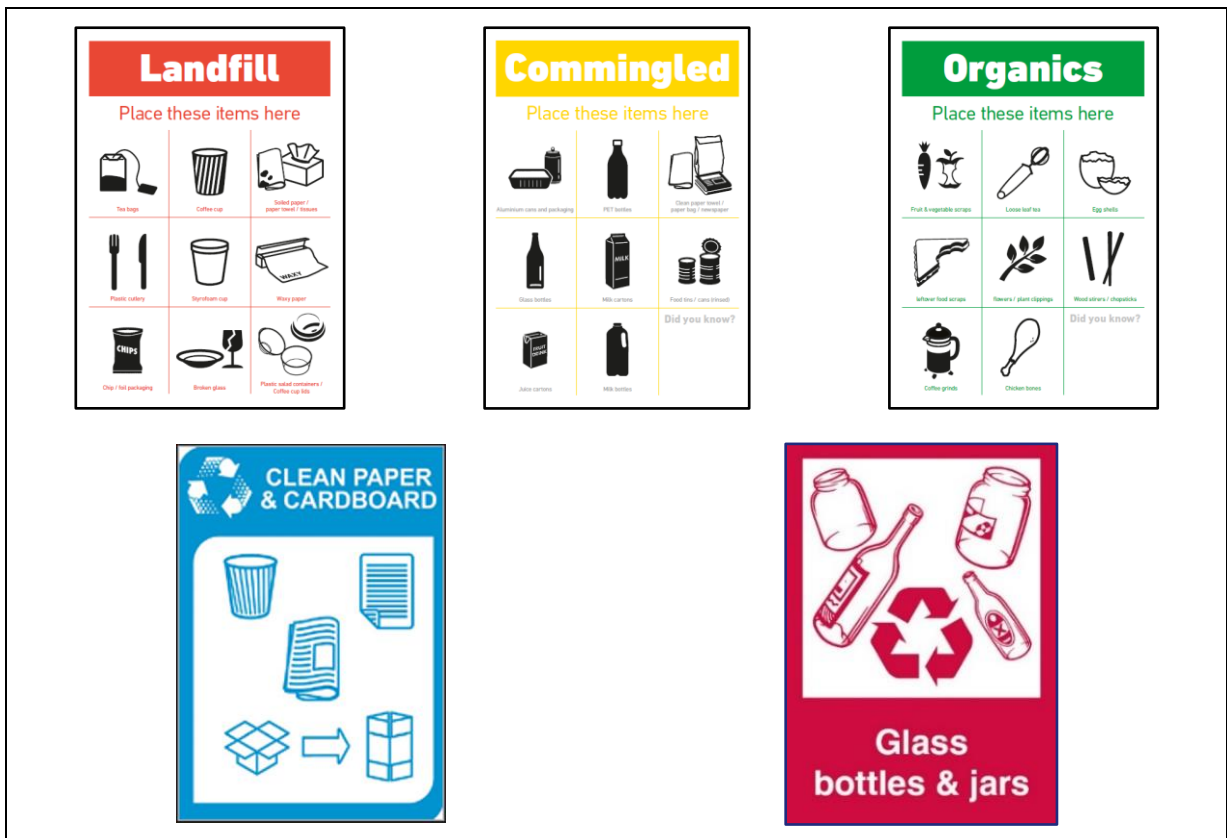 Landfill
Place these items here
Tea bags
Coffee cup
Soiled paper /
paper towel / tissues
Plastic cutlery
Styrofoam cup
WAXY
Waxy paper
CHIPS
Chip / foil packaging
Broken glass
Plastic salad containers /
Coffee cup lids
Commingled
Place these items here
Aluminium cans and packaging
PET bottles
Clean paper towel /
paper bag / newspaper
Glass bottles
MILK
Milk cartons
Food tins / cans (rinsed)
FRUIT
DRINK
Juice cartons
Milk bottles
Did you know?
Organics
Place these items here
Fruit & vegetable scraps
Loose leaf tea
Egg shells
leftover food scraps
flowers / plant clippings
Wood stirers / chopsticks
Coffee grinds
Chicken bones
Did you know?
CLEAN PAPER
& CARDBOARD
Glass
bottles & jars